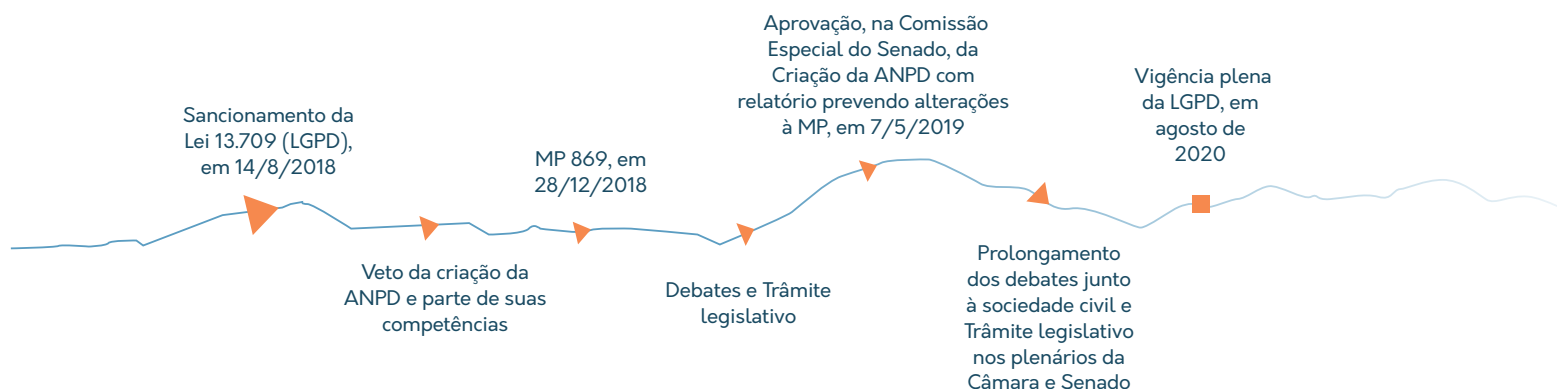 Sancionamento da
Lei 13.709 (LGPD),
em 14/8/2018
Veto da criação da
ANPD e parte de suas
competências
MP 869, em
28/12/2018
Debates e Trâmite
legislativo
Aprovação, na Comissão
Especial do Senado, da
Criação da ANPD com
relatório prevendo alterações
à MP, em 7/5/2019
Prolongamento
dos debates junto
à sociedade civil e
Trâmite legislativo
nos plenários da
Câmara e Senado
Vigência plena
da LGPD, em
agosto de
2020